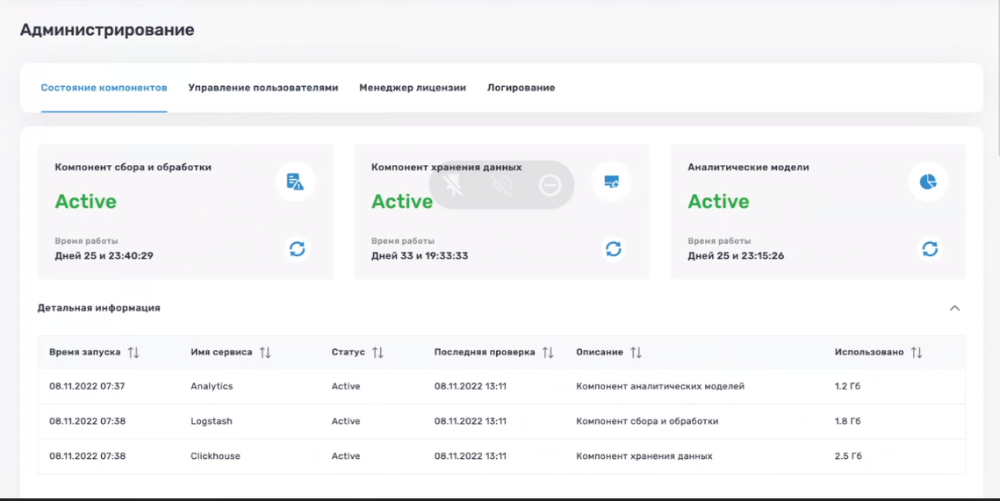 Администрирование
Состояние компонентов Управление пользователями Менеджер лицензии Логирование
Компонент сбора и обработки
Active
Время работы
Дней 25 и 23:40:29
Компонент хранения данных
Active
Время работы
Дней 33 и 19:33:33
Аналитические модели
Active
Время работы
Дней 25 и 23:15:26
Детальная информация
Время запуска Имя сервиса Статус Последняя проверка Описание Использовано
08.11.2022 07:37 Analytics Active 08.11.2022 13:11 Компонент аналитических моделей 1.2 Гб
08.11.2022 07:38 Logstash Active 08.11.2022 13:11 Компонент сбора и обработки 1.8 Гб
08.11.2022 07:38 Clickhouse Active 08.11.2022 13:11 Компонент хранения данных 2.5 Гб